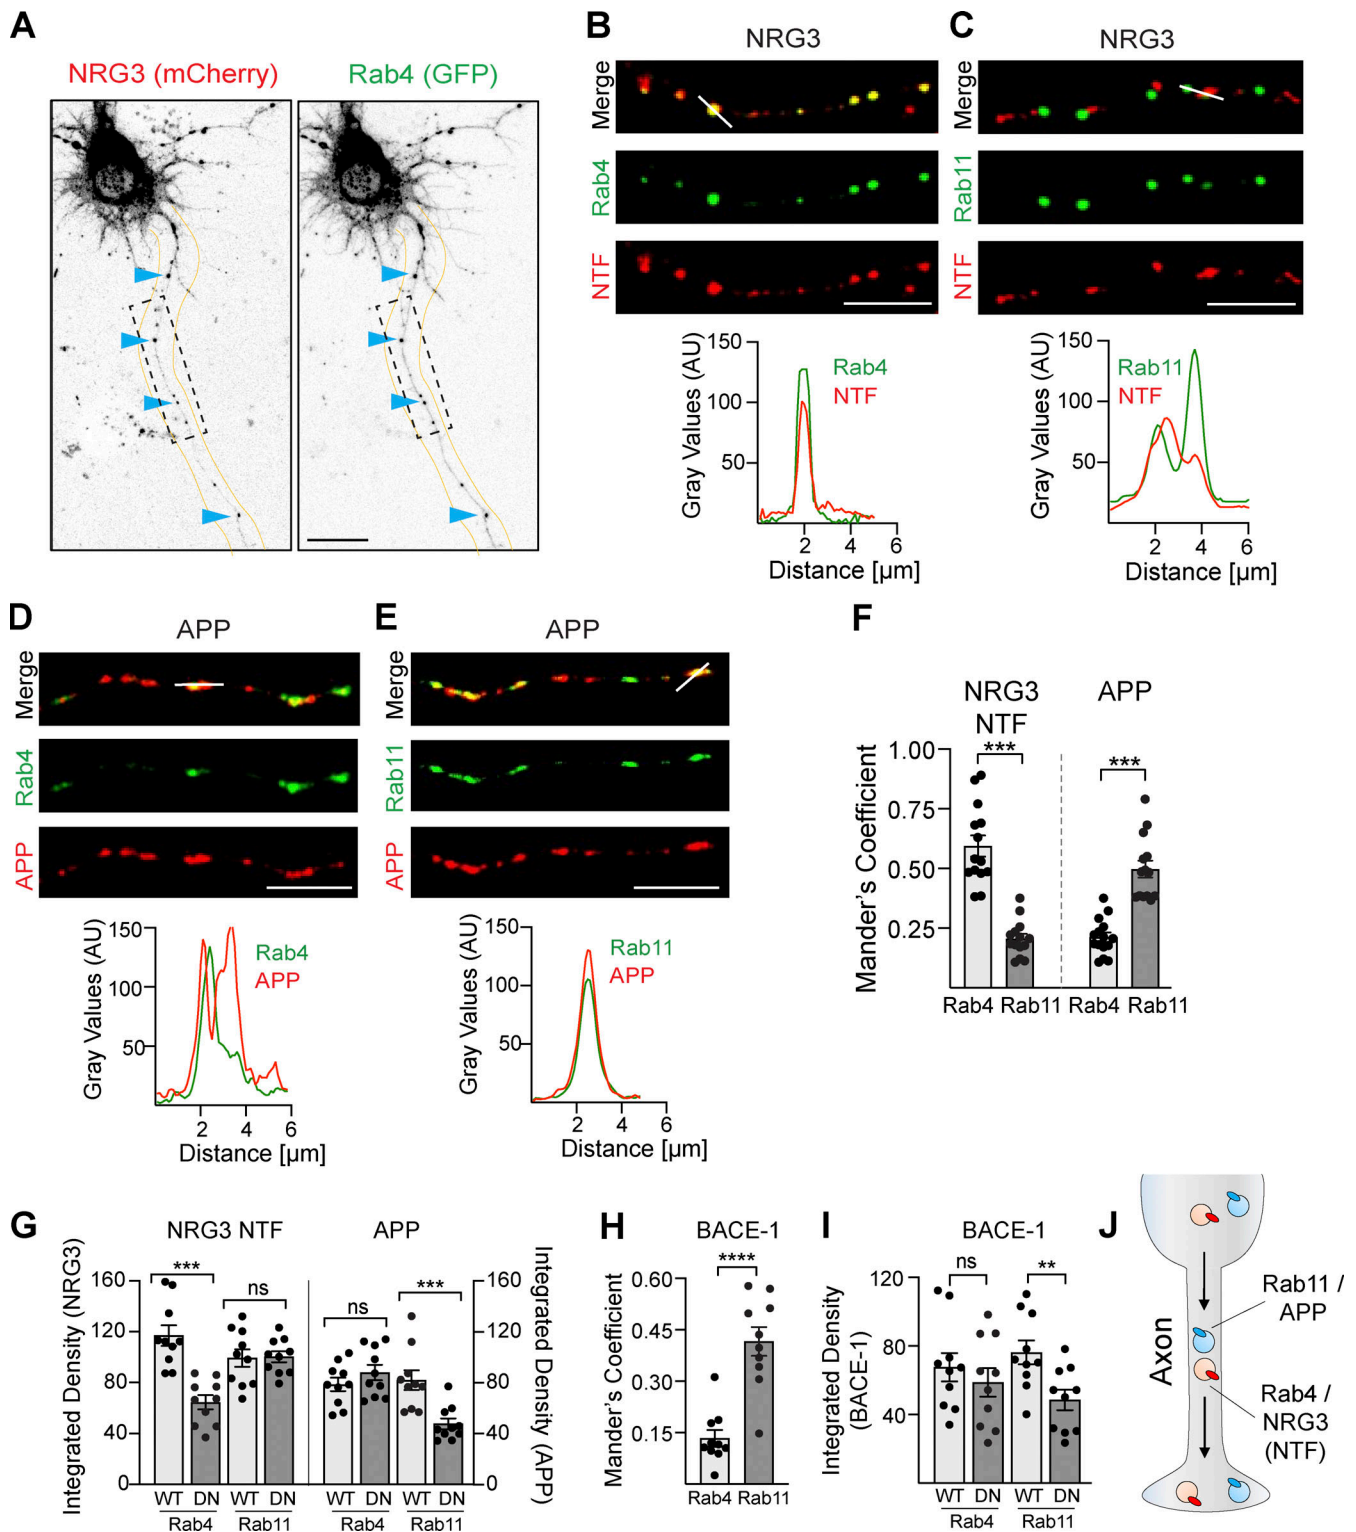 A
NRG3 (mCherry)
Rab4 (GFP)
B
NRG3
Merge
Rab4
NTF
Gray Values (AU)
150
100
50
Rab4
NTF
2
4
6
Distance [µm]
C
NRG3
Merge
Rab11
NTF
Gray Values (AU)
150
100
50
Rab11
NTF
2
4
6
Distance [µm]
D
APP
Merge
Rab4
APP
Gray Values (AU)
150
100
50
Rab4
APP
2
4
6
Distance [µm]
E
APP
Merge
Rab11
APP
Gray Values (AU)
150
100
50
Rab11
APP
2
4
6
Distance [µm]
F
NRG3
NTF
APP
Mander's Coefficient
1.00
0.75
0.50
0.25
***
***
Rab4
Rab11
Rab4
Rab11
G
NRG3 NTF
APP
Integrated Density (NRG3)
160
120
80
40
0
***
ns
ns
***
160
120
80
40
0
Integrated Density (APP)
WT
DN
WT
DN
WT
DN
WT
DN
Rab4
Rab11
Rab4
Rab11
H
BACE-1
Mander's Coefficient
0.60
0.45
0.30
0.15
****
Rab4
Rab11
I
BACE-1
Integrated Density
(BACE-1)
120
80
40
ns
**
WT
DN
WT
DN
Rab4
Rab11
J
Axon
Rab11 /
APP
Rab4 /
NRG3
(NTF)